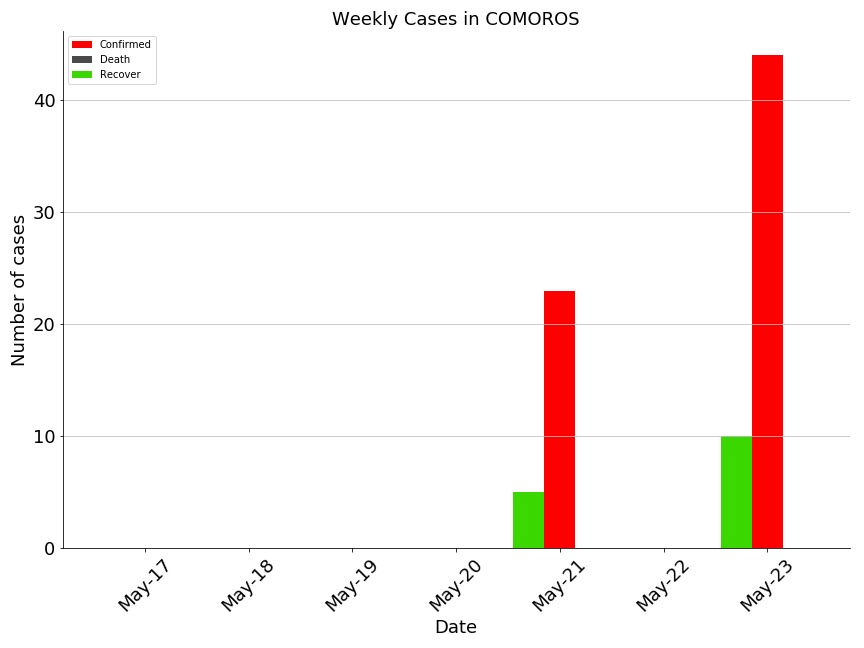 Weekly Cases in COMOROS
Confirmed
Death
Recover
Number of cases
40
30
20
10
0
May-17
May-18
May-19
May-20
May-21
May-22
May-23
Date